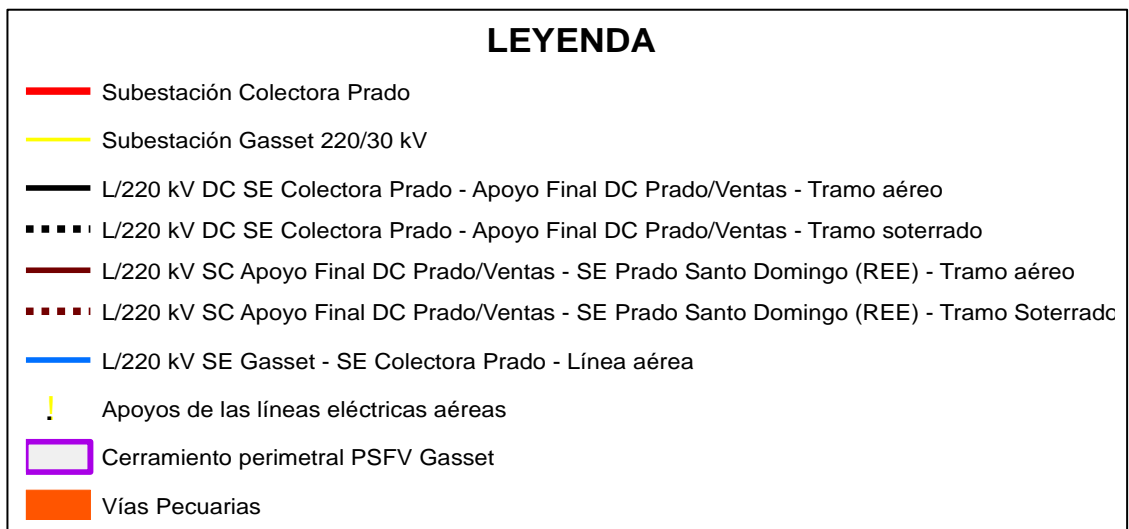 LEYENDA
Subestación Colectora Prado
Subestación Gasset 220/30 kV
L/220 kV DC SE Colectora Prado - Apoyo Final DC Prado/Ventas - Tramo aéreo
L/220 kV DC SE Colectora Prado - Apoyo Final DC Prado/Ventas - Tramo soterrado
L/220 kV SC Apoyo Final DC Prado/Ventas - SE Prado Santo Domingo (REE) - Tramo aéreo
L/220 kV SC Apoyo Final DC Prado/Ventas - SE Prado Santo Domingo (REE) - Tramo Soterrado
L/220 kV SE Gasset - SE Colectora Prado - Línea aérea
! Apoyos de las líneas eléctricas aéreas
Cerramiento perimetral PSFV Gasset
Vías Pecuarias